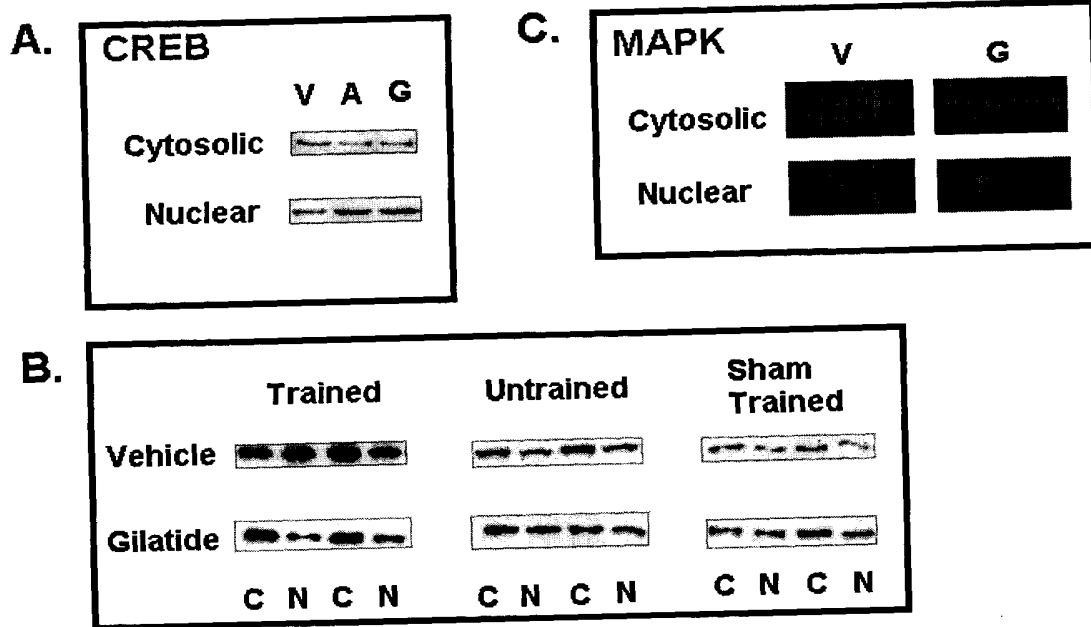 A.
CREB
V A G
Cytosolic
Nuclear
C.
MAPK
V G
Cytosolic
Nuclear
B.
Trained Untrained Sham Trained
Vehicle
Gilatide
C N C N C N C N C N C N